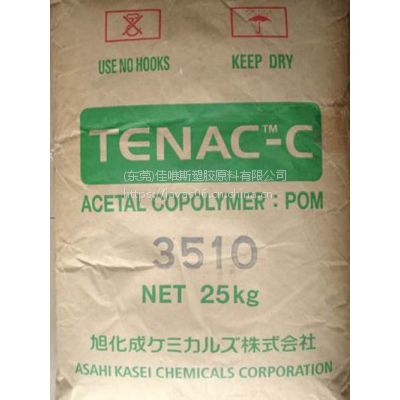 USE NO HOOKS
KEEP DRY
TENAC™-C
(东莞)佳唯斯塑胶原料有限公司
ACETAL COPOLYMER : POM
3510
NET 25kg
旭化成ケミカルズ株式会社
ASAHI KASEI CHEMICALS CORPORATION